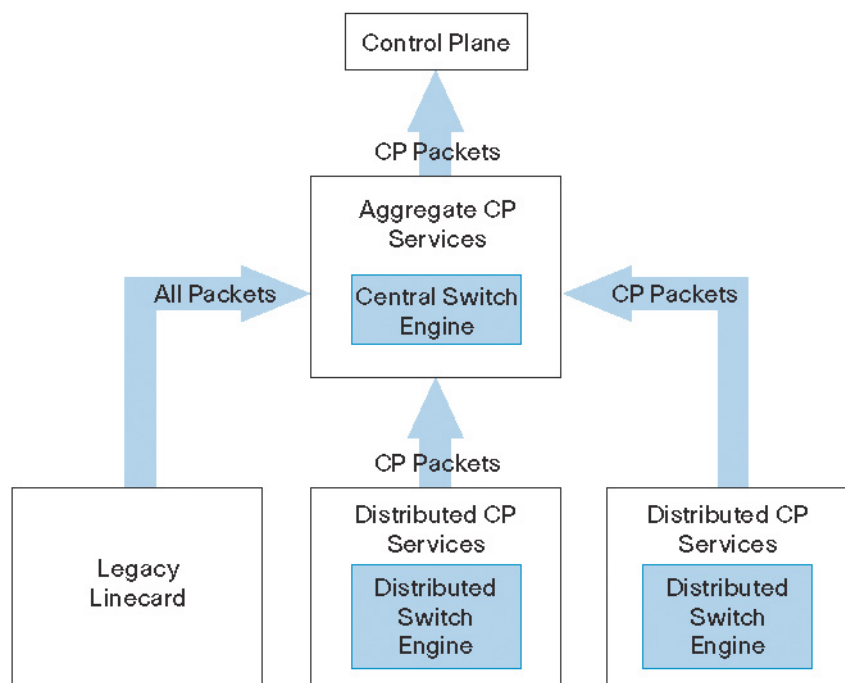 Control Plane
CP Packets
Aggregate CP
Services
Central Switch
Engine
All Packets
CP Packets
CP Packets
Legacy
Linecard
Distributed CP
Services
Distributed
Switch
Engine
Distributed CP
Services
Distributed
Switch
Engine